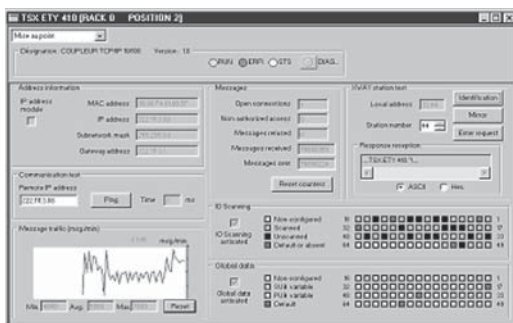 TSX ETY 410 [RACK 0 POSITION 2]
Mise au point
Désignation: COUPLEUR TCP/IP 10/100 Version: 1.0
RUN ERR STS DIAG...
Address information
IP address module
MAC address
IP address
Subnetwork mask
Gateway address
Messages
Open connections
Non-authorized access
Messages refused
Messages received
Messages sent
Reset counters
XWAY station test
Local address
Station number
Identification
Mirror
Enter request
Response reception
...TSX ETY 410 \...
ASCII Hex.
Communication test
Remote IP address
Ping Time ms
Message traffic (msg/min)
msg/min
Min. Avg. Max. Reset
IO Scanning
IO Scanning activated
Non-configured 16 1
Scanned 32 17
Unscanned 48 33
Default or absent 64 49
Global data
Global data activated
Non-configured 16 1
SUB variable 32 17
PUB variable 48 33
Default 64 49